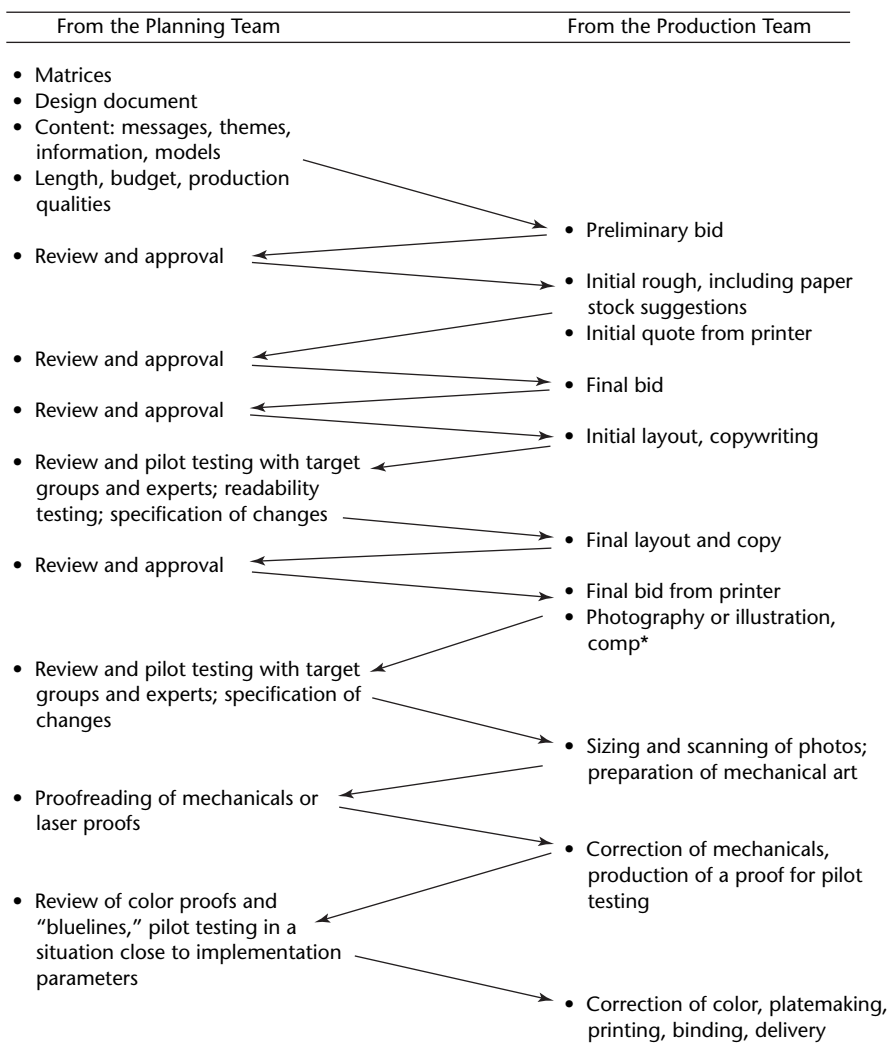 From the Planning Team From the Production Team
• Matrices
• Design document
• Content: messages, themes,
information, models
• Length, budget, production
qualities
• Preliminary bid
• Review and approval
• Initial rough, including paper
stock suggestions
• Initial quote from printer
• Review and approval
• Final bid
• Review and approval
• Initial layout, copywriting
• Review and pilot testing with target
groups and experts; readability
testing; specification of changes
• Final layout and copy
• Review and approval
• Final bid from printer
• Photography or illustration,
comp*
• Review and pilot testing with target
groups and experts; specification of
changes
• Sizing and scanning of photos;
preparation of mechanical art
• Proofreading of mechanicals or
laser proofs
• Correction of mechanicals,
production of a proof for pilot
testing
• Review of color proofs and
“bluelines,” pilot testing in a
situation close to implementation
parameters
• Correction of color, platemaking,
printing, binding, delivery